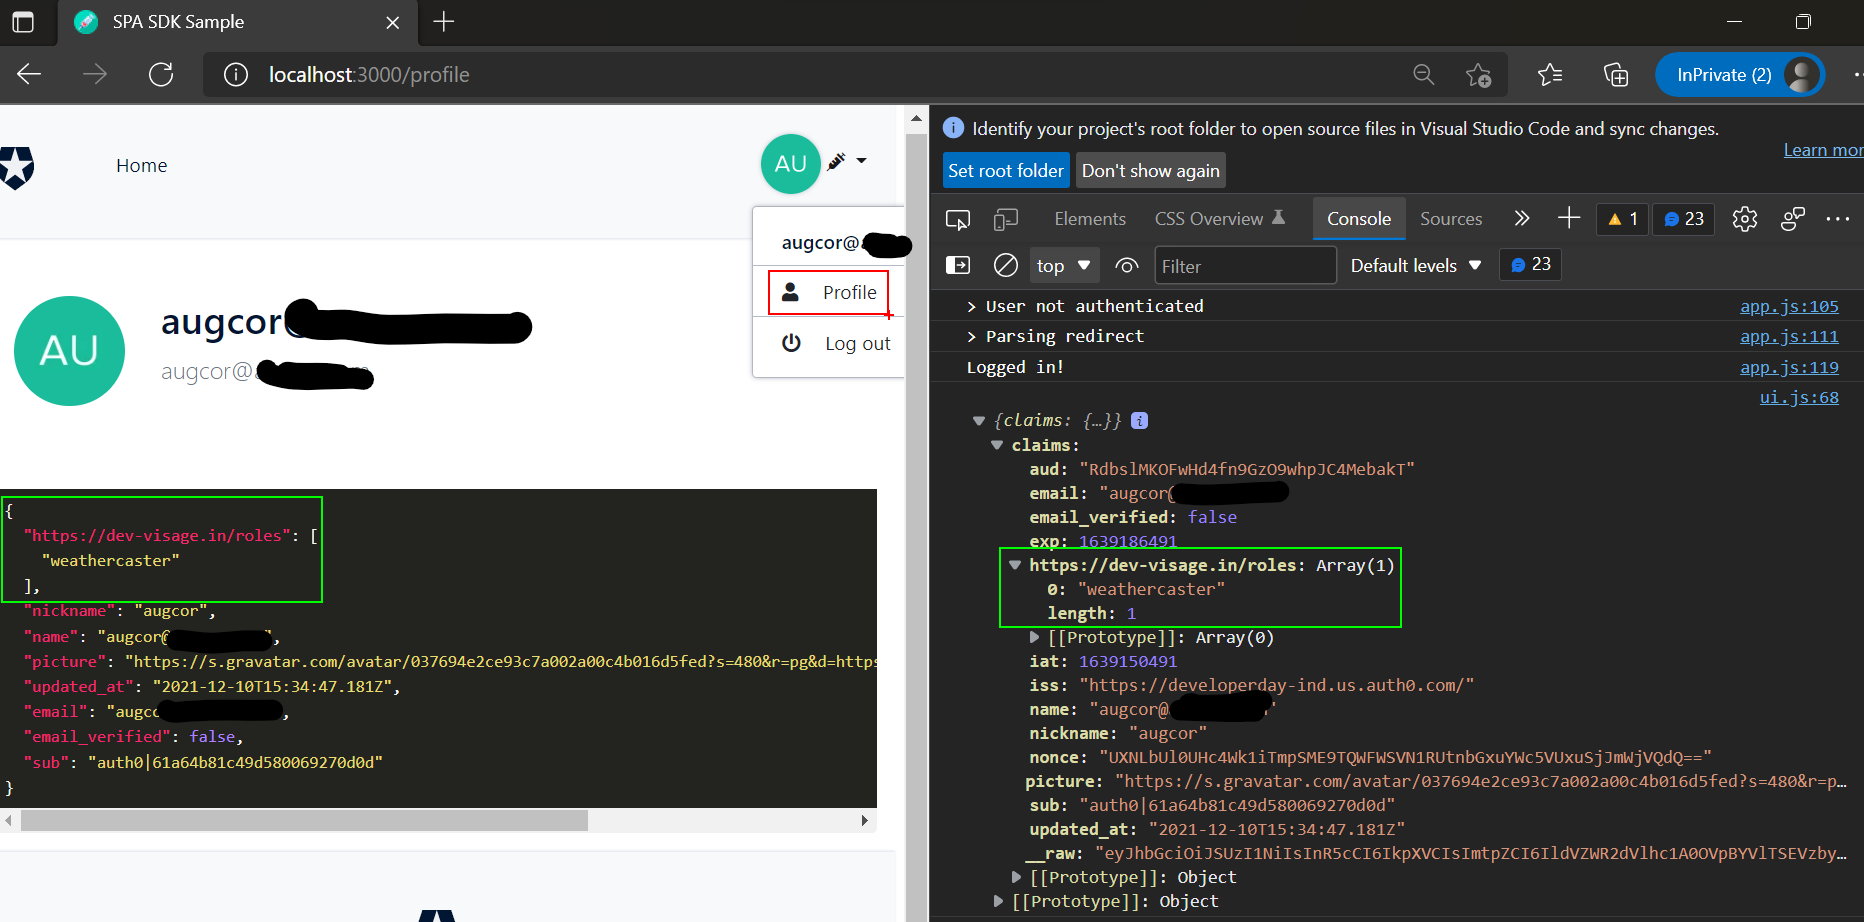 SPA SDK Sample
localhost:3000/profile
InPrivate (2)
Home
AU
augcor@
Profile
Log out
AU
augcor
augcor@
{
"https://dev-visage.in/roles": [
"weathercaster"
],
"nickname": "augcor",
"name": "augcor@",
"picture": "https://s.gravatar.com/avatar/037694e2ce93c7a002a00c4b016d5fed?s=480&r=pg&d=https
"updated_at": "2021-12-10T15:34:47.181Z",
"email": "augco ,
"email_verified": false,
"sub": "auth0|61a64b81c49d580069270d0d"
}
Identify your project's root folder to open source files in Visual Studio Code and sync changes.
Learn mor
Set root folder Don't show again
Elements CSS Overview Console Sources 1 23
top Filter Default levels 23
> User not authenticated app.js:105
> Parsing redirect app.js:111
Logged in! app.js:119
ui.js:68
{claims: {…}} i
claims:
aud: "RdbslMKOFwHd4fn9GzO9whpJC4MebakT"
email: "augcor@
email_verified: false
exp: 1639186491
https://dev-visage.in/roles: Array(1)
0: "weathercaster"
length: 1
[[Prototype]]: Array(0)
iat: 1639150491
iss: "https://developerday-ind.us.auth0.com/"
name: "augcor@ "
nickname: "augcor"
nonce: "UXNLbUl0UHc4Wk1iTmpSME9TQWFWSVN1RUtnbGxuYWc5VUxuSjJmWjVQdQ=="
picture: "https://s.gravatar.com/avatar/037694e2ce93c7a002a00c4b016d5fed?s=480&r=p…
sub: "auth0|61a64b81c49d580069270d0d"
updated_at: "2021-12-10T15:34:47.181Z"
__raw: "eyJhbGciOiJSUzI1NiIsInR5cCI6IkpXVCIsImtpZCI6IldVZWR2dVlhc1A0OVpBYVlTSEVzby…
[[Prototype]]: Object
[[Prototype]]: Object